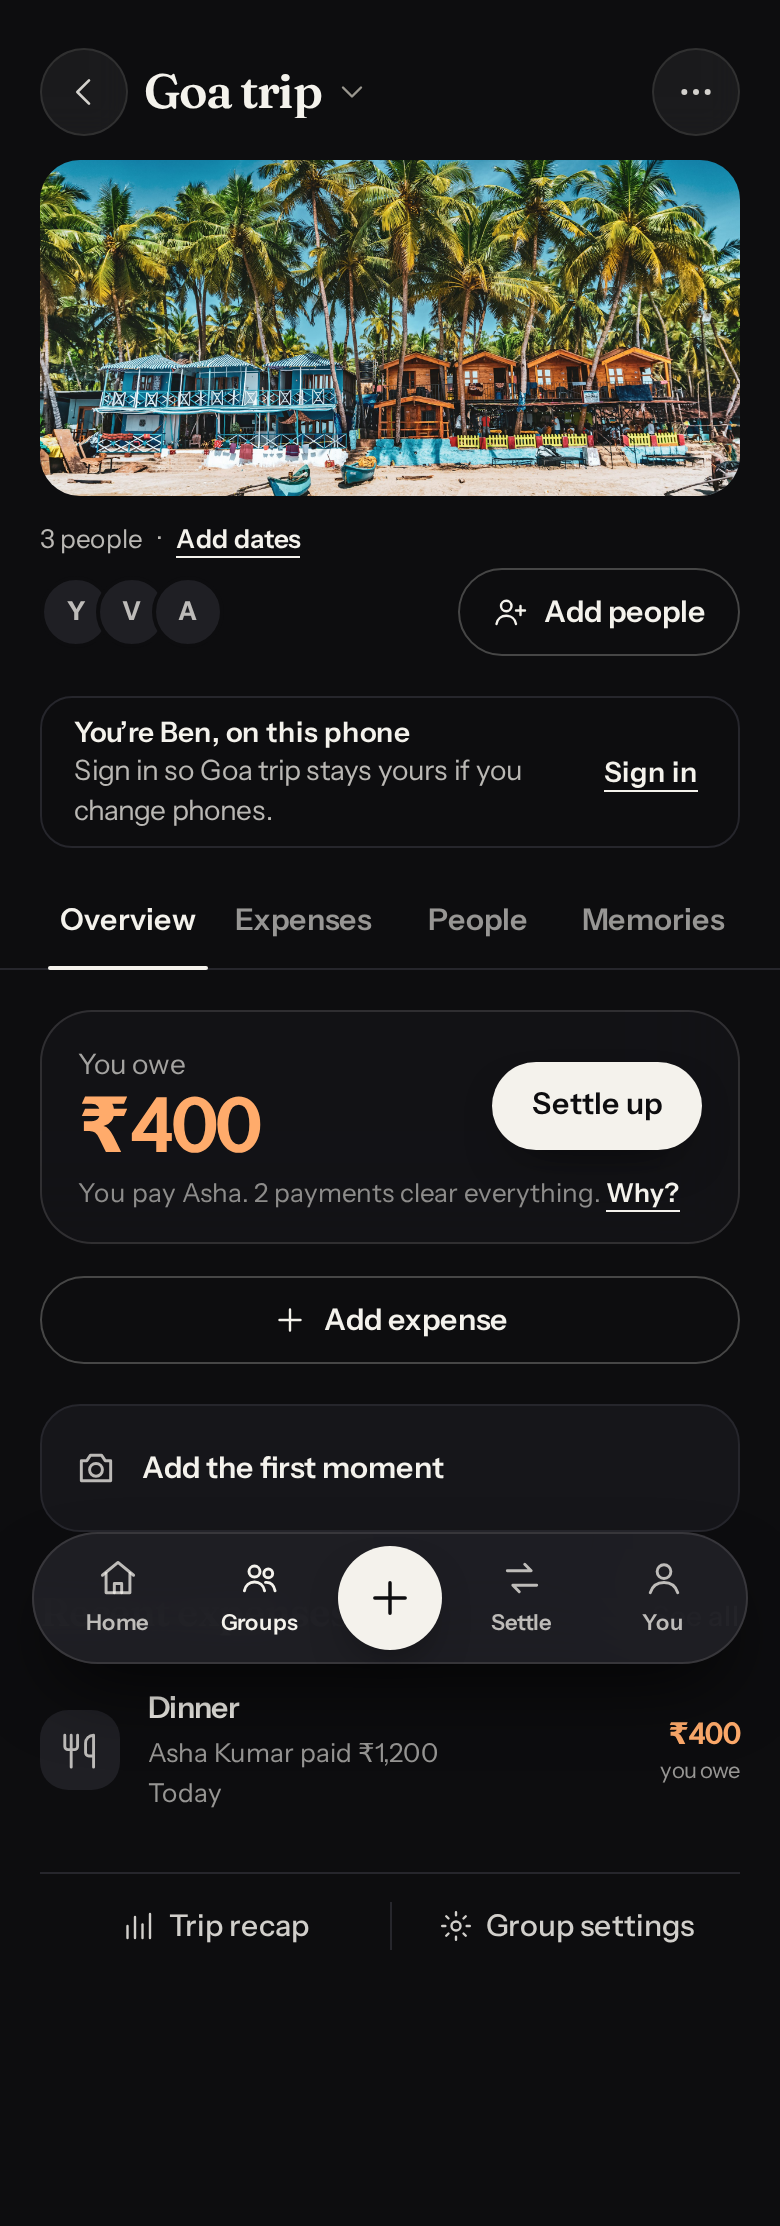 Goa trip
3 people · Add dates
Y V A
Add people
You’re Ben, on this phone
Sign in so Goa trip stays yours if you
change phones.
Sign in
Overview Expenses People Memories
You owe
₹400
Settle up
You pay Asha. 2 payments clear everything. Why?
Add expense
Add the first moment
Home Groups Settle You
Dinner
Asha Kumar paid ₹1,200
Today
₹400
you owe
Trip recap
Group settings